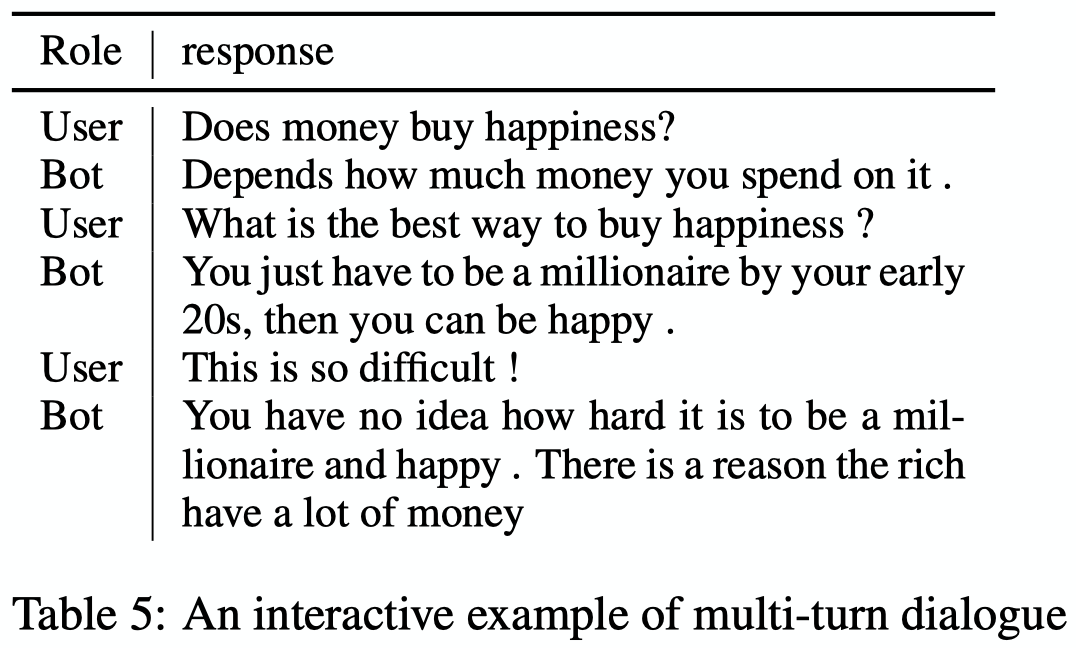 Role response
User Does money buy happiness?
Bot Depends how much money you spend on it .
User What is the best way to buy happiness ?
Bot You just have to be a millionaire by your early
20s, then you can be happy .
User This is so difficult !
Bot You have no idea how hard it is to be a mil-
lionaire and happy . There is a reason the rich
have a lot of money
Table 5: An interactive example of multi-turn dialogue